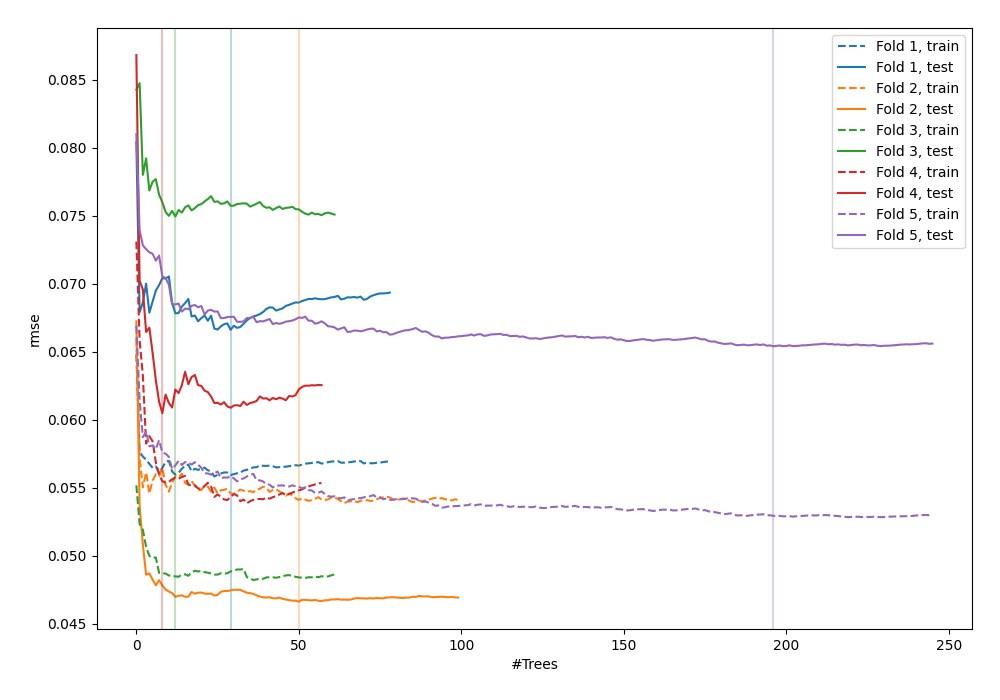 0.085
0.080
0.075
0.070
0.065
0.060
0.055
0.050
0.045
rmse
0
50
100
150
200
250
#Trees
Fold 1, train
Fold 1, test
Fold 2, train
Fold 2, test
Fold 3, train
Fold 3, test
Fold 4, train
Fold 4, test
Fold 5, train
Fold 5, test